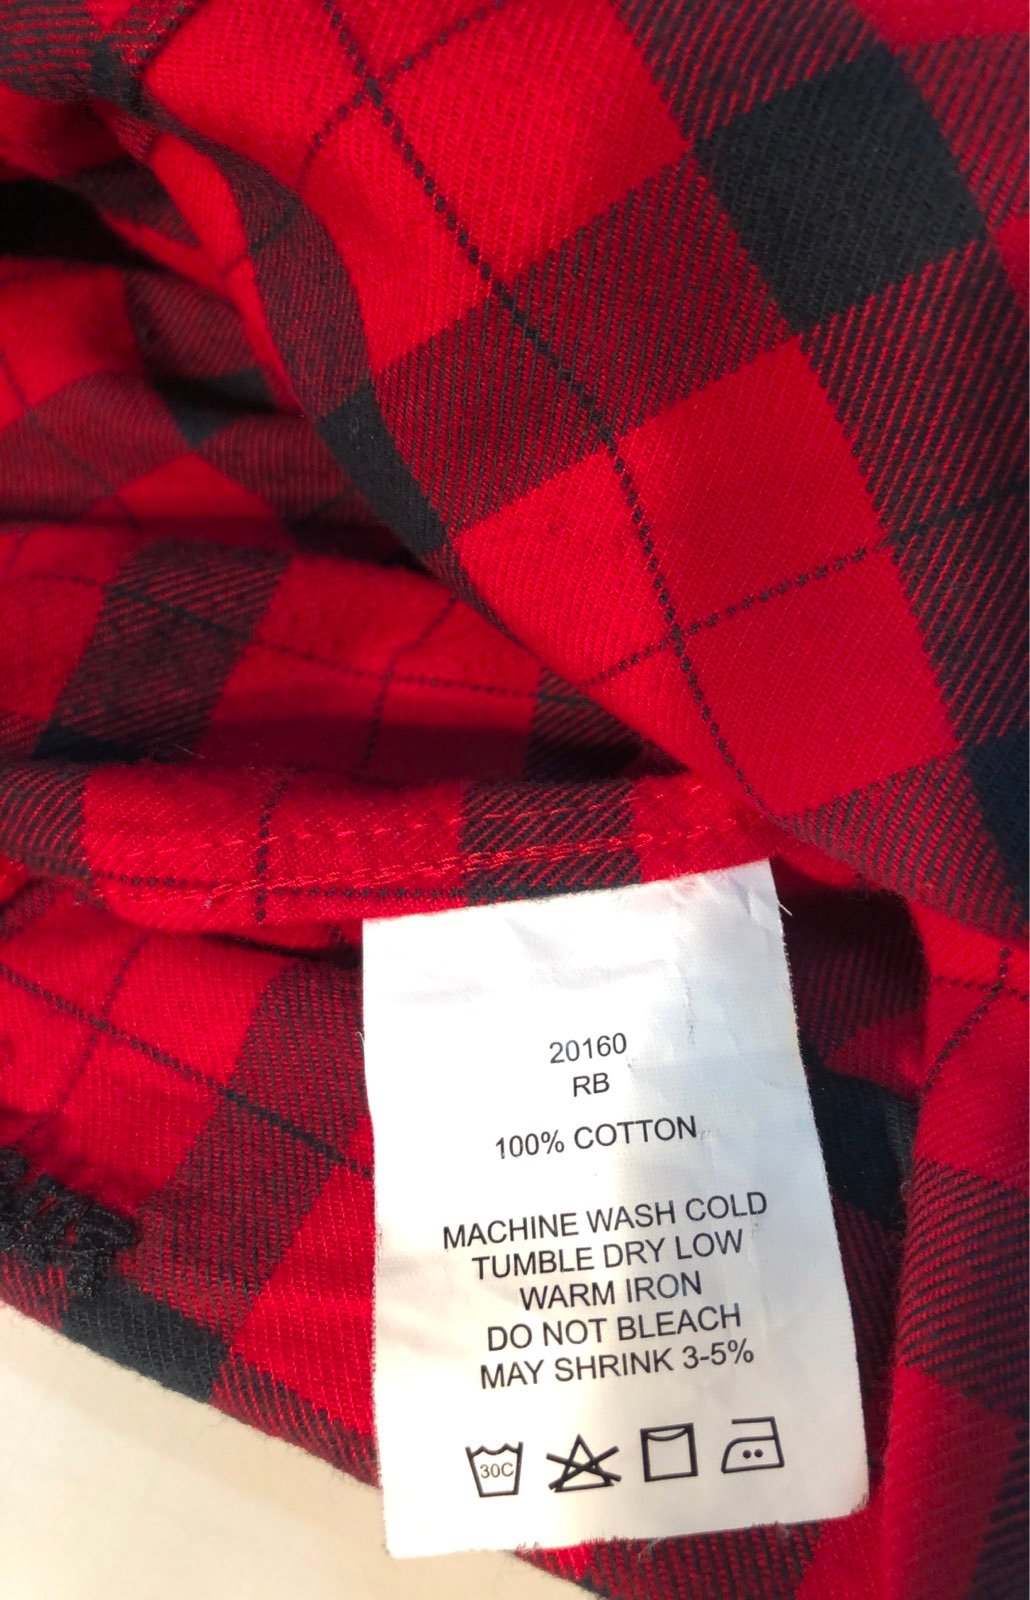 20160
RB
100% COTTON
MACHINE WASH COLD
TUMBLE DRY LOW
WARM IRON
DO NOT BLEACH
MAY SHRINK 3-5%
30C